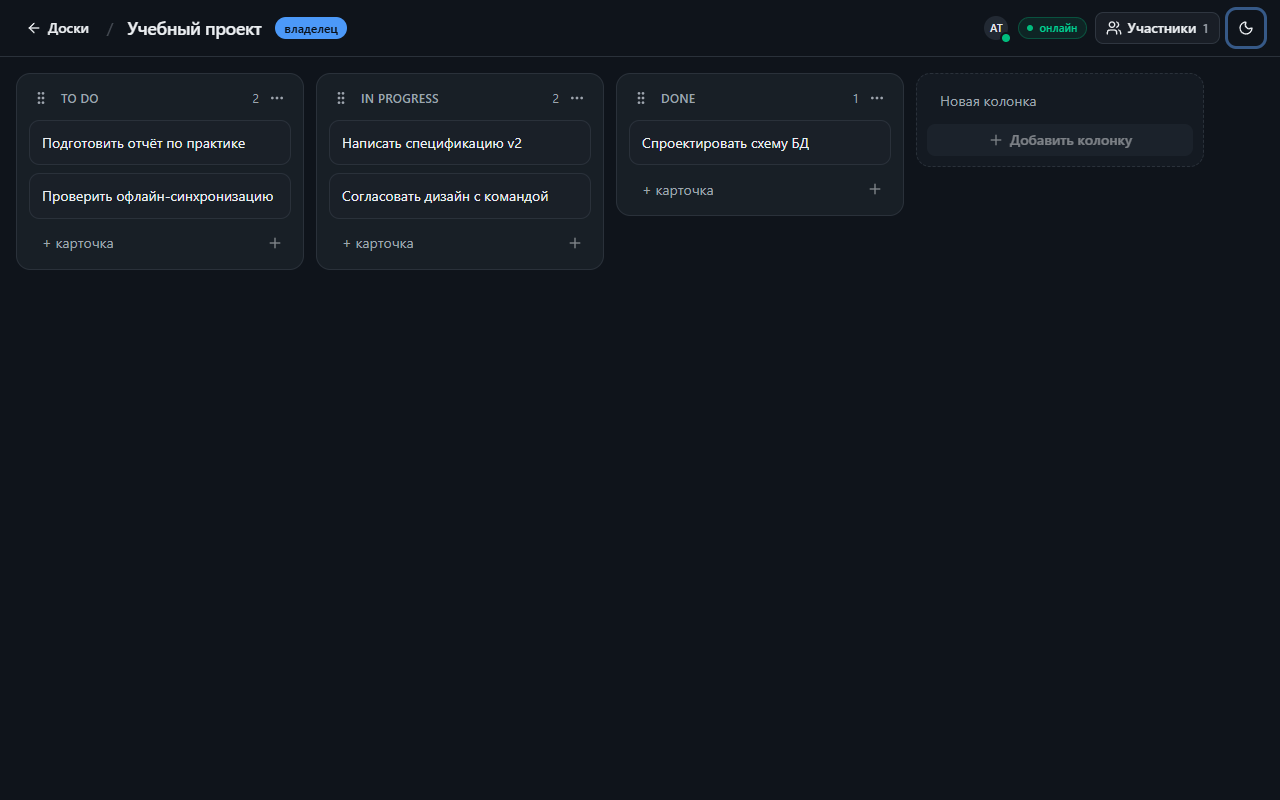 Доски / Учебный проект владелец AT онлайн Участники 1
TO DO 2
Подготовить отчёт по практике
Проверить офлайн-синхронизацию
+ карточка
IN PROGRESS 2
Написать спецификацию v2
Согласовать дизайн с командой
+ карточка
DONE 1
Спроектировать схему БД
+ карточка
Новая колонка
Добавить колонку